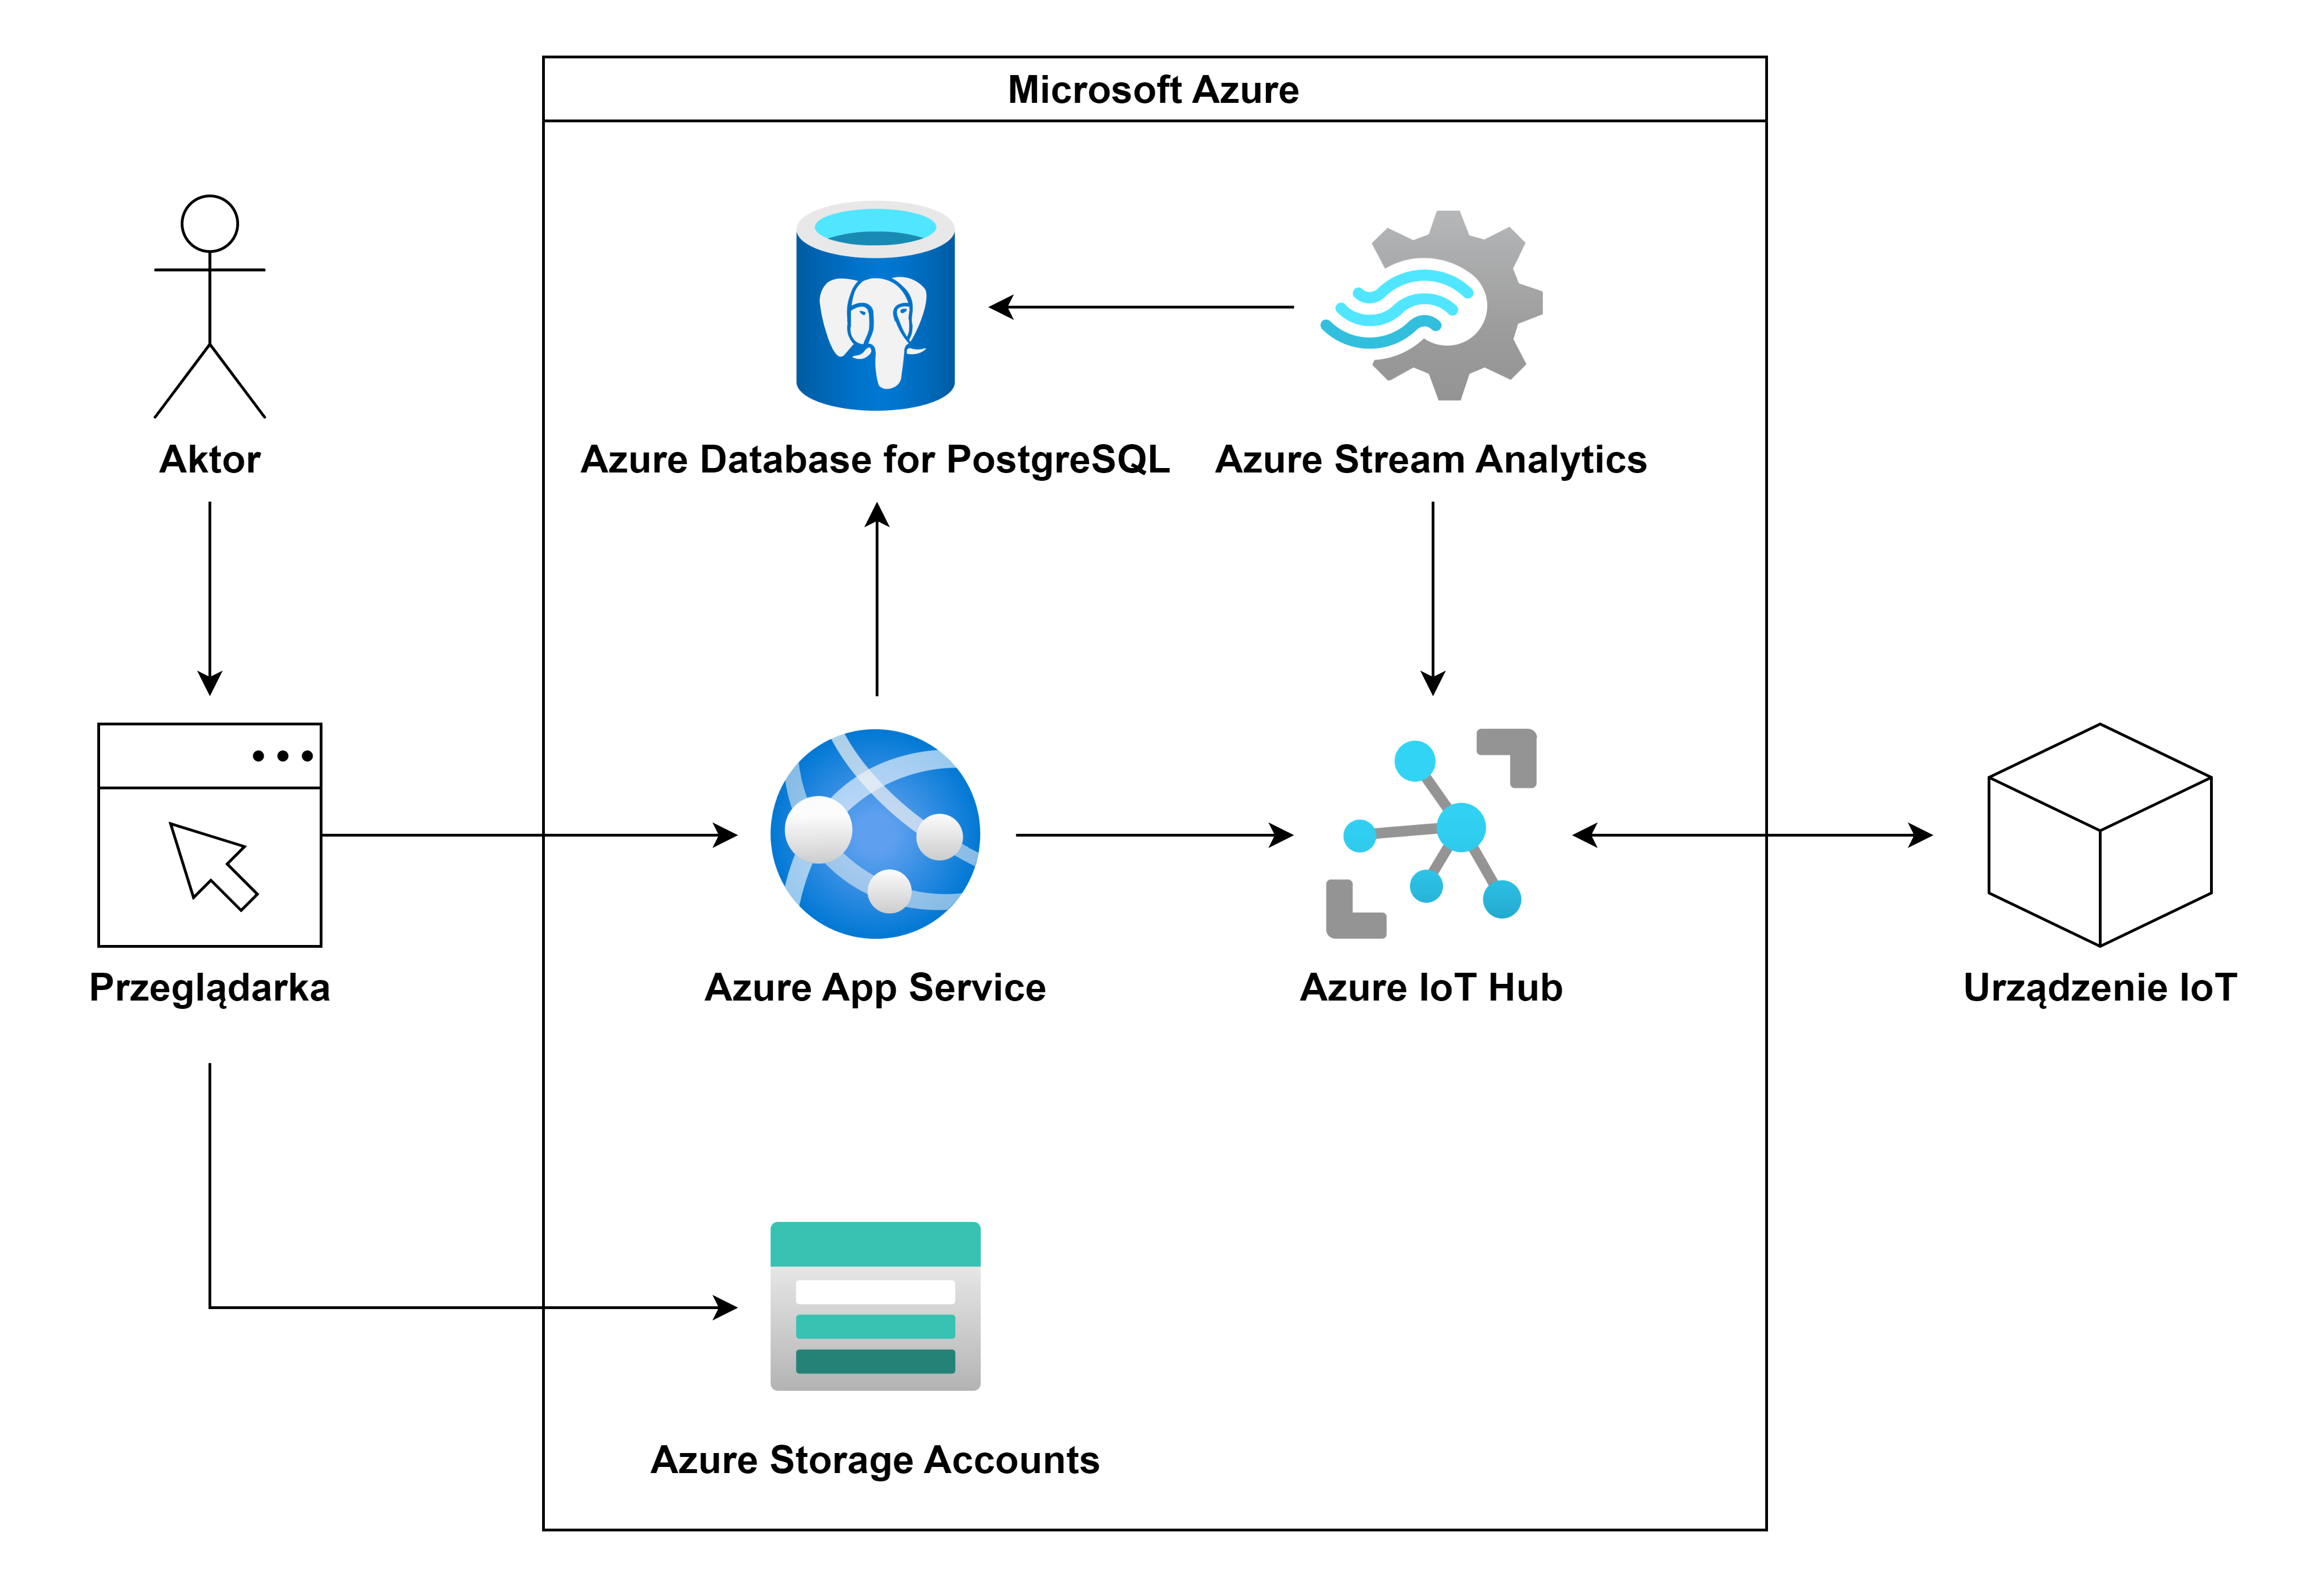 Microsoft Azure
Aktor
Azure Database for PostgreSQL
Azure Stream Analytics
Przeglądarka
Azure App Service
Azure IoT Hub
Urządzenie IoT
Azure Storage Accounts